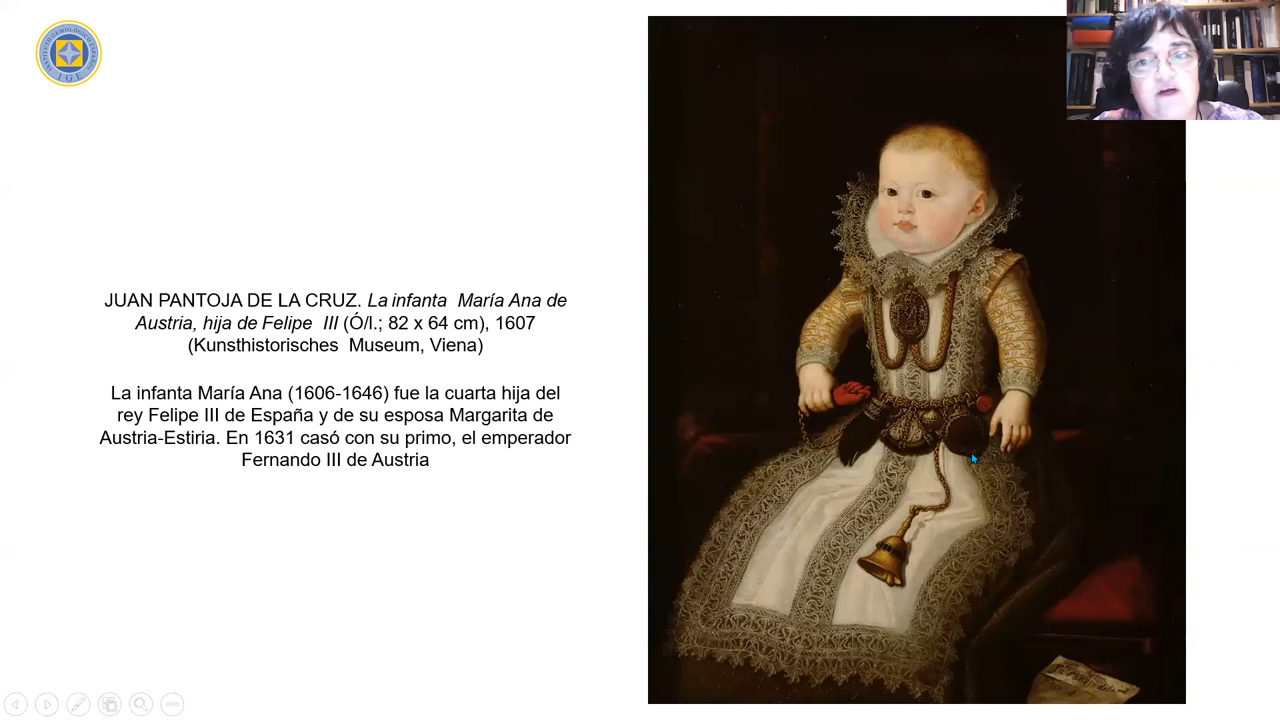 INSTITUTO GEMOLÓGICO ESPAÑOL
I G E
JUAN PANTOJA DE LA CRUZ. La infanta María Ana de
Austria, hija de Felipe III (Ó/l.; 82 x 64 cm), 1607
(Kunsthistorisches Museum, Viena)
La infanta María Ana (1606-1646) fue la cuarta hija del
rey Felipe III de España y de su esposa Margarita de
Austria-Estiria. En 1631 casó con su primo, el emperador
Fernando III de Austria